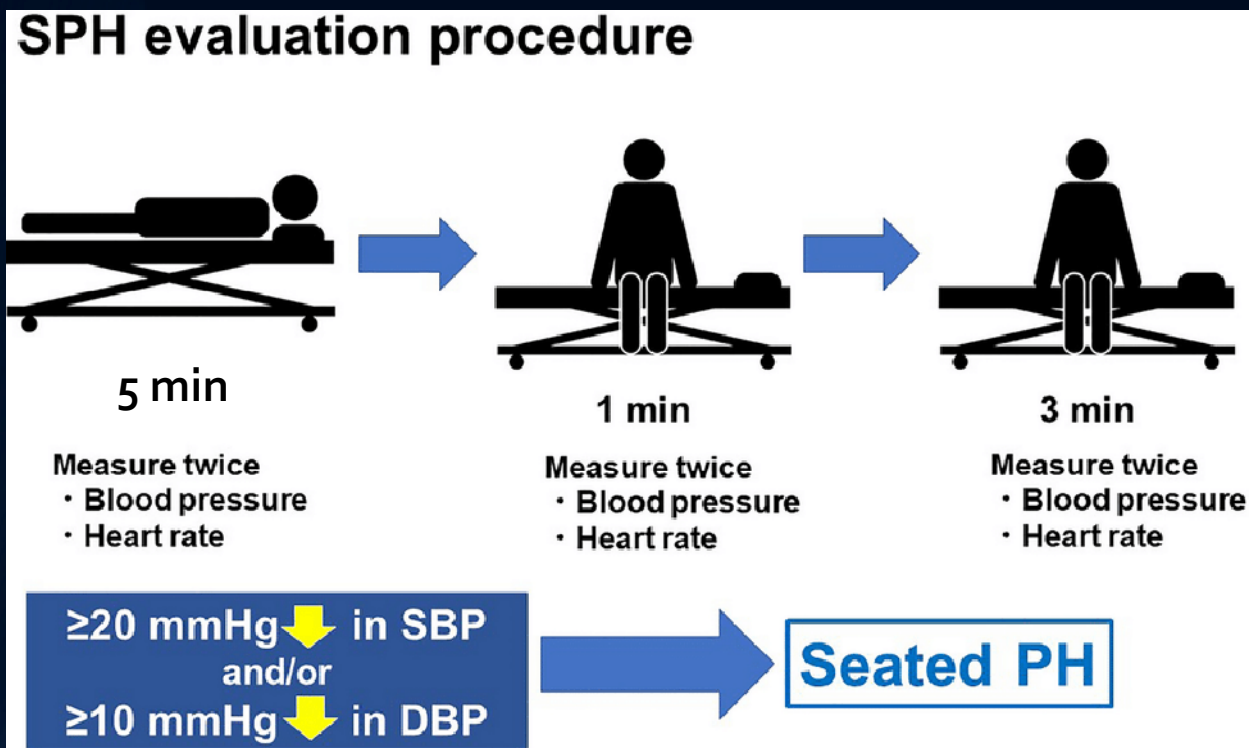 SPH evaluation procedure
5 min
Measure twice
・Blood pressure
・Heart rate
1 min
Measure twice
・Blood pressure
・Heart rate
3 min
Measure twice
・Blood pressure
・Heart rate
≥20 mmHg in SBP
and/or
≥10 mmHg in DBP
Seated PH